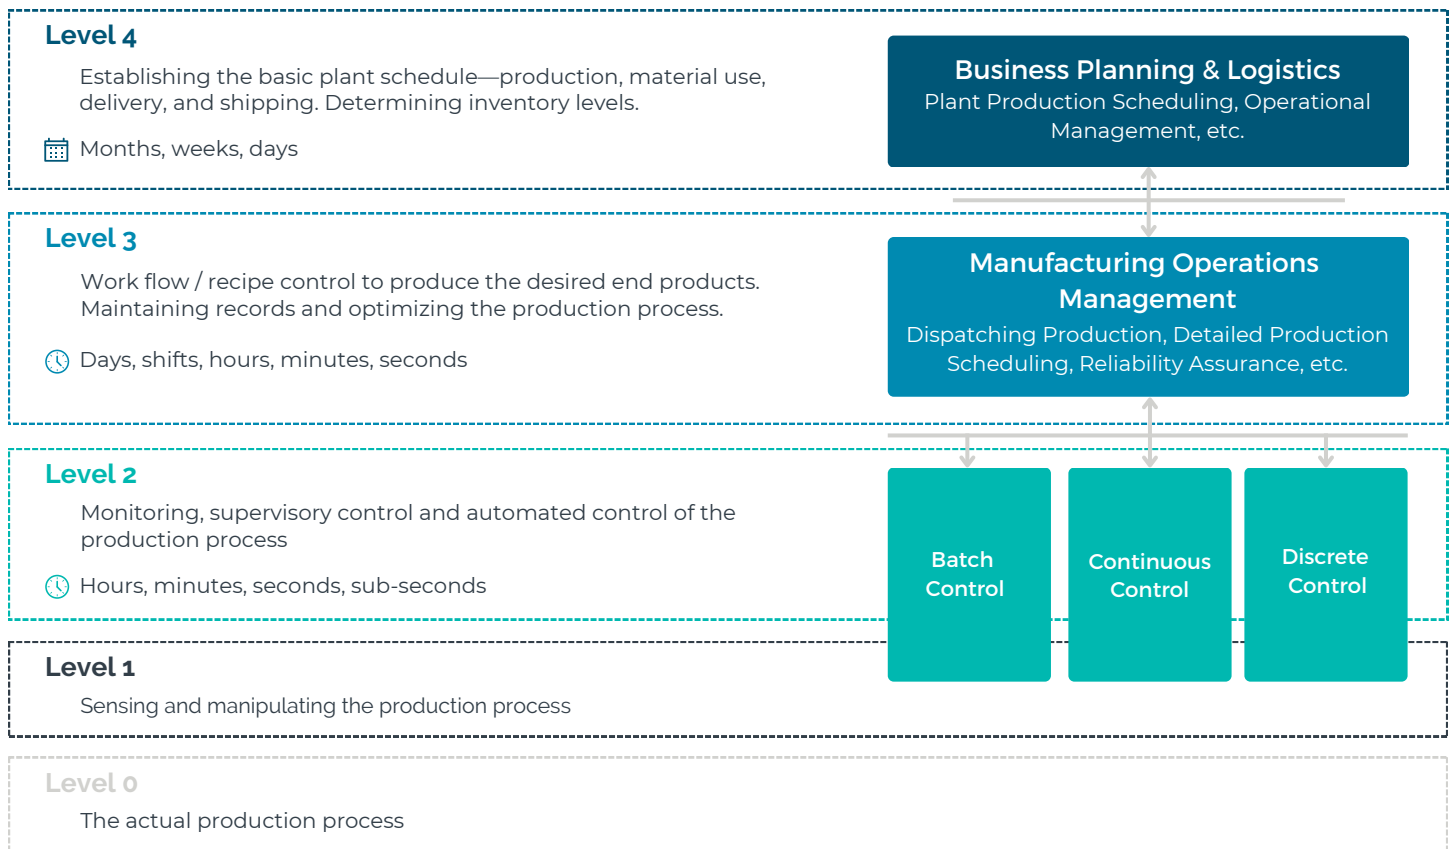 Level 4
Establishing the basic plant schedule—production, material use,
delivery, and shipping. Determining inventory levels.
Months, weeks, days
Business Planning & Logistics
Plant Production Scheduling, Operational
Management, etc.
Level 3
Work flow / recipe control to produce the desired end products.
Maintaining records and optimizing the production process.
Days, shifts, hours, minutes, seconds
Manufacturing Operations
Management
Dispatching Production, Detailed Production
Scheduling, Reliability Assurance, etc.
Level 2
Monitoring, supervisory control and automated control of the
production process
Hours, minutes, seconds, sub-seconds
Batch
Control
Continuous
Control
Discrete
Control
Level 1
Sensing and manipulating the production process
Level 0
The actual production process